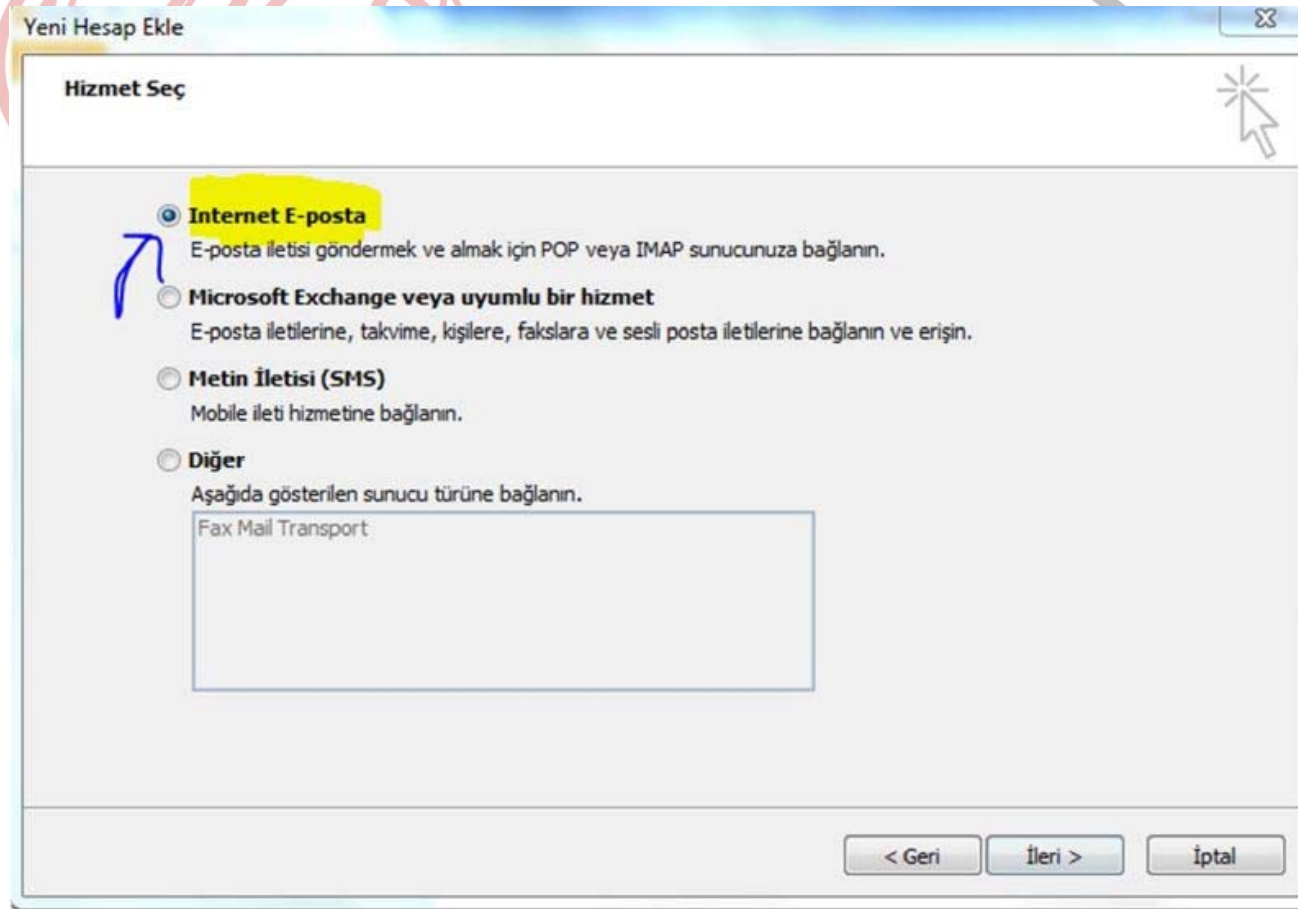 Yeni Hesap Ekle
Hizmet Seç
Internet E-posta
E-posta iletisi göndermek ve almak için POP veya IMAP sunucunuza bağlanın.
Microsoft Exchange veya uyumlu bir hizmet
E-posta iletilerine, takvime, kişilere, fakslara ve sesli posta iletilerine bağlanın ve erişin.
Metin İletisi (SMS)
Mobile ileti hizmetine bağlanın.
Diğer
Aşağıda gösterilen sunucu türüne bağlanın.
Fax Mail Transport
< Geri
İleri >
İptal